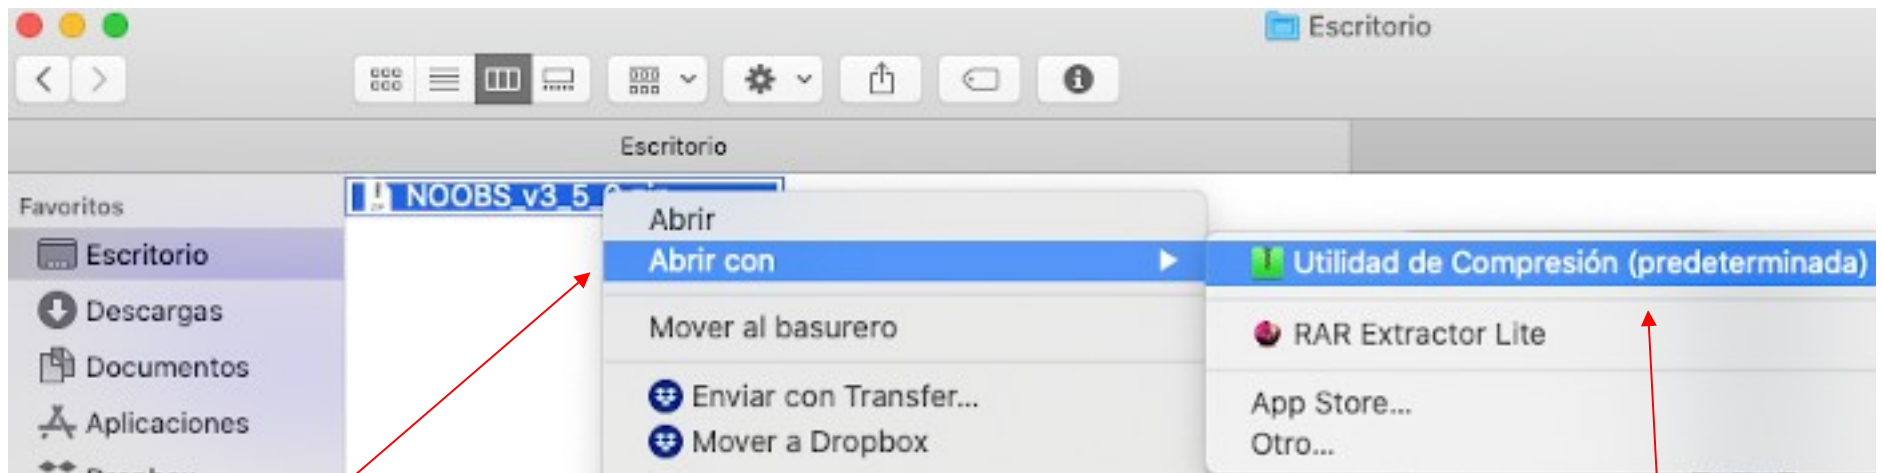 Escritorio
Escritorio
Favoritos
NOOBS_v3_5_
Abrir
Escritorio
Abrir con
Utilidad de Compresión (predeterminada)
Descargas
Mover al basurero
RAR Extractor Lite
Documentos
Enviar con Transfer...
App Store...
Aplicaciones
Mover a Dropbox
Otro...